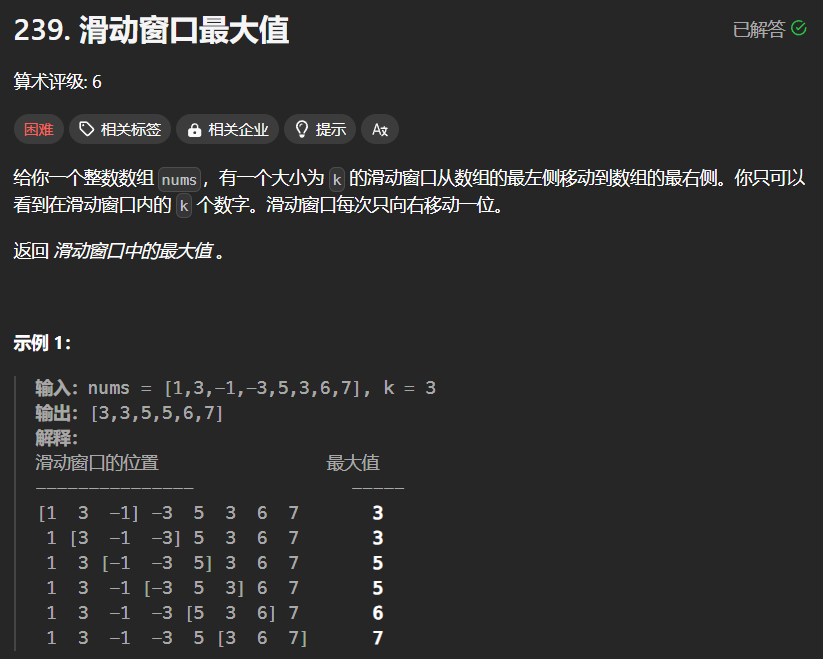 239. 滑动窗口最大值
已解答
算术评级: 6
困难 相关标签 相关企业 提示 Aあ
给你一个整数数组 nums，有一个大小为 k 的滑动窗口从数组的最左侧移动到数组的最右侧。你只可以
看到在滑动窗口内的 k 个数字。滑动窗口每次只向右移动一位。
返回 滑动窗口中的最大值 。
示例 1：
输入：nums = [1,3,-1,-3,5,3,6,7], k = 3
输出：[3,3,5,5,6,7]
解释：
滑动窗口的位置 最大值
--------------- -----
[1 3 -1] -3 5 3 6 7 3
1 [3 -1 -3] 5 3 6 7 3
1 3 [-1 -3 5] 3 6 7 5
1 3 -1 [-3 5 3] 6 7 5
1 3 -1 -3 [5 3 6] 7 6
1 3 -1 -3 5 [3 6 7] 7